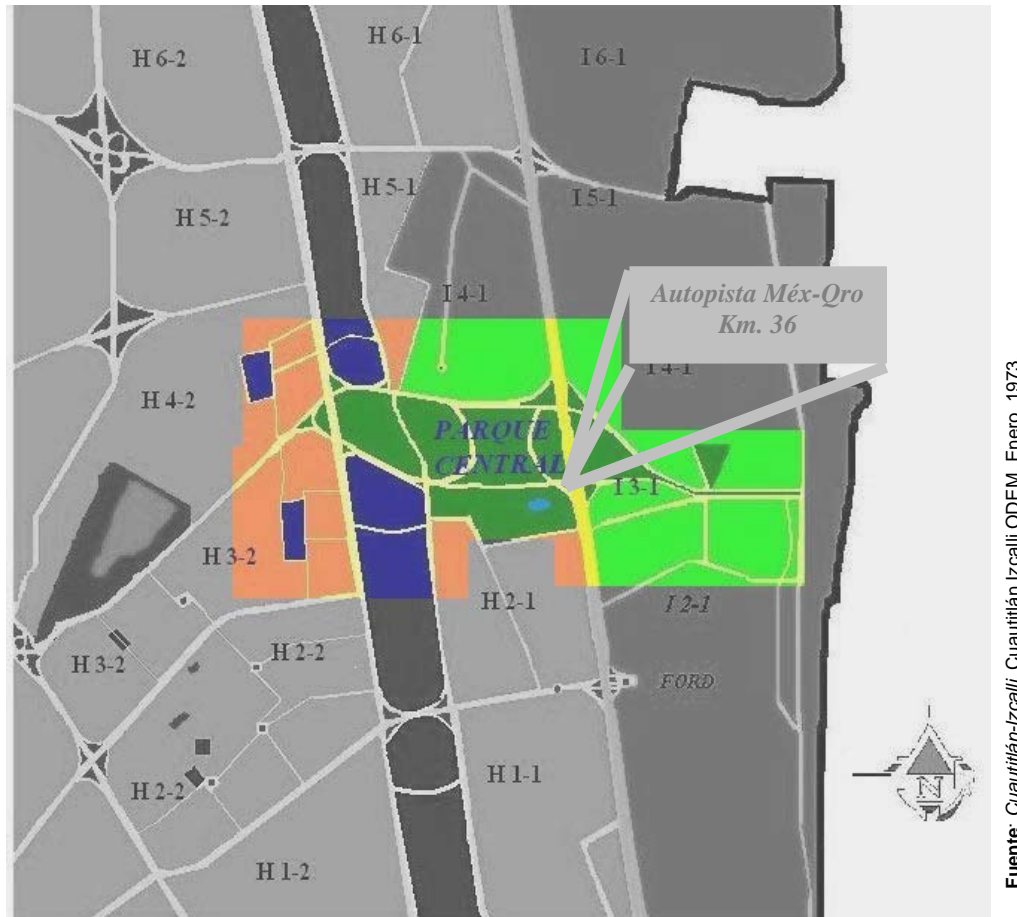 H 6-2
H 6-1
I 6-1
H 5-1
H 5-2
I 5-1
I 4-1
Autopista Méx-Qro
Km. 36
I 4-1
H 4-2
PARQUE
CENTRAL
I 3-1
H 3-2
H 2-1
I 2-1
H 3-2
H 2-2
FORD
H 2-2
H 1-1
H 1-2
N
Fuente: Cuautitlán-Izcalli, Cuautitlán Izcalli ODEM, Enero, 1973